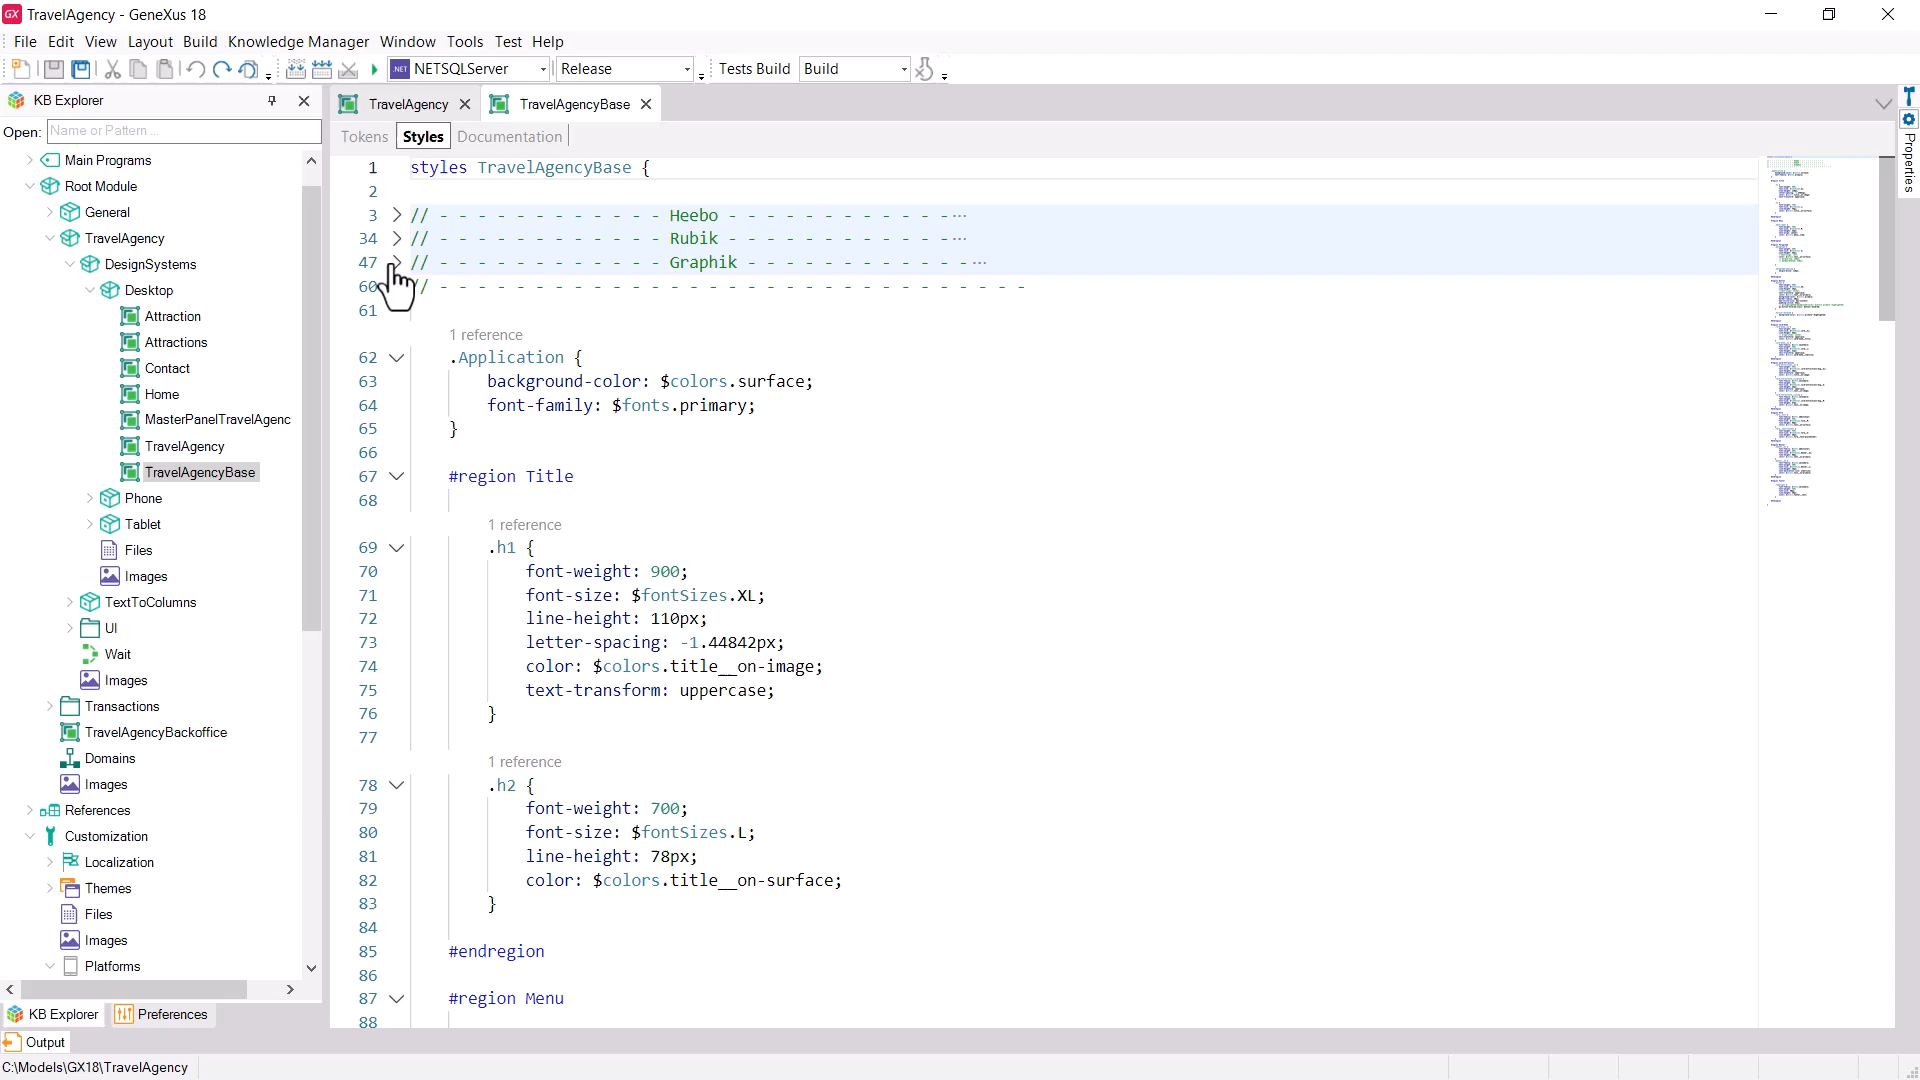 TravelAgency - GeneXus 18
File Edit View Layout Build Knowledge Manager Window Tools Test Help
NETSQLServer Release Tests Build Build
KB Explorer
Open: Name or Pattern ...
Main Programs
Root Module
General
TravelAgency
DesignSystems
Desktop
Attraction
Attractions
Contact
Home
MasterPanelTravelAgenc
TravelAgency
TravelAgencyBase
Phone
Tablet
Files
Images
TextToColumns
UI
Wait
Images
Transactions
TravelAgencyBackoffice
Domains
Images
References
Customization
Localization
Themes
Files
Images
Platforms
KB Explorer Preferences
TravelAgency TravelAgencyBase
Tokens Styles Documentation
1 styles TravelAgencyBase {
2
3 // - - - - - - - - - - - - Heebo - - - - - - - - - - - - ...
34 // - - - - - - - - - - - - Rubik - - - - - - - - - - - - ...
47 // - - - - - - - - - - - - Graphik - - - - - - - - - - - - ...
60 // - - - - - - - - - - - - - - - - - - - - - - - - - - - - - - -
61
1 reference
62 .Application {
63 background-color: $colors.surface;
64 font-family: $fonts.primary;
65 }
66
67 #region Title
68
1 reference
69 .h1 {
70 font-weight: 900;
71 font-size: $fontSizes.XL;
72 line-height: 110px;
73 letter-spacing: -1.44842px;
74 color: $colors.title__on-image;
75 text-transform: uppercase;
76 }
77
1 reference
78 .h2 {
79 font-weight: 700;
80 font-size: $fontSizes.L;
81 line-height: 78px;
82 color: $colors.title__on-surface;
83 }
84
85 #endregion
86
87 #region Menu
88
Properties
Output
C:\Models\GX18\TravelAgency